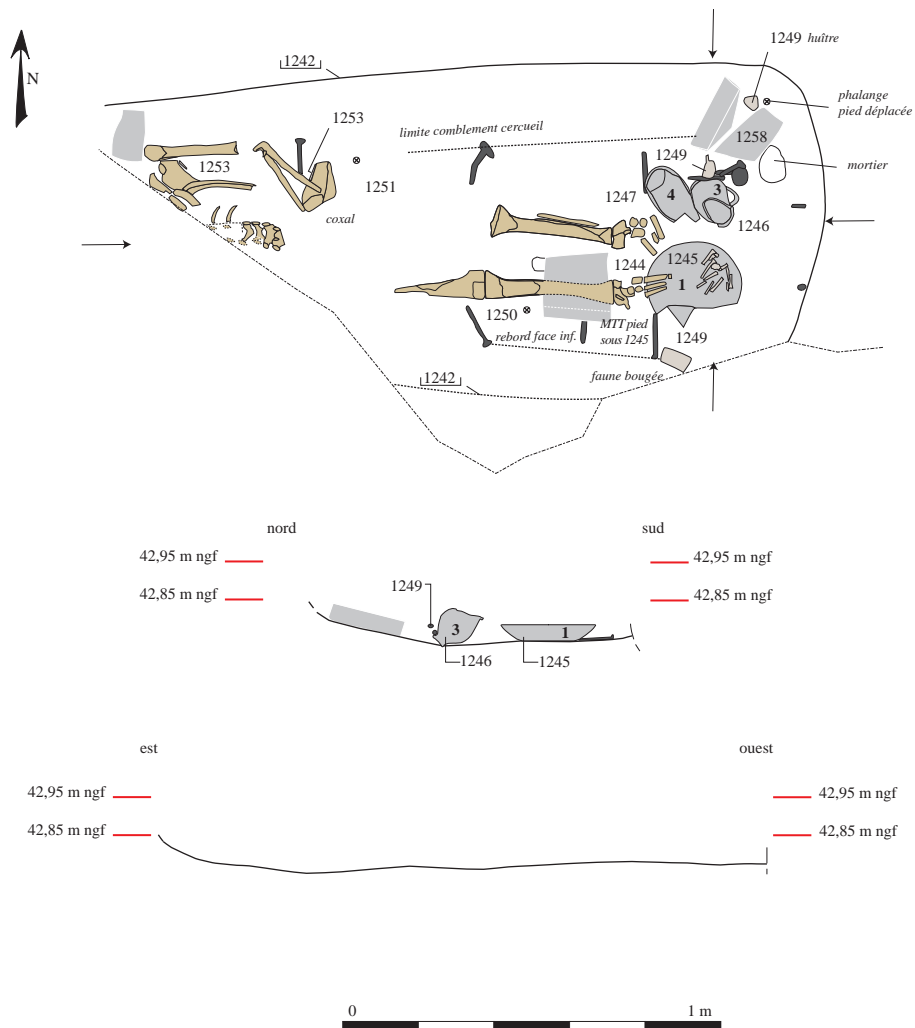 1249 huître
1242
N
phalange
pied déplacée
1253
limite comblement cercueil
1258
1253
1249
mortier
1251
1247
4
3
coxal
1246
1244
1245
1
1250
MTT pied
sous 1245
rebord face inf.
1249
faune bougée
1242
nord
sud
42,95 m ngf
42,95 m ngf
42,85 m ngf
42,85 m ngf
1249
3
1
1246
1245
est
ouest
42,95 m ngf
42,95 m ngf
42,85 m ngf
42,85 m ngf
0
1 m